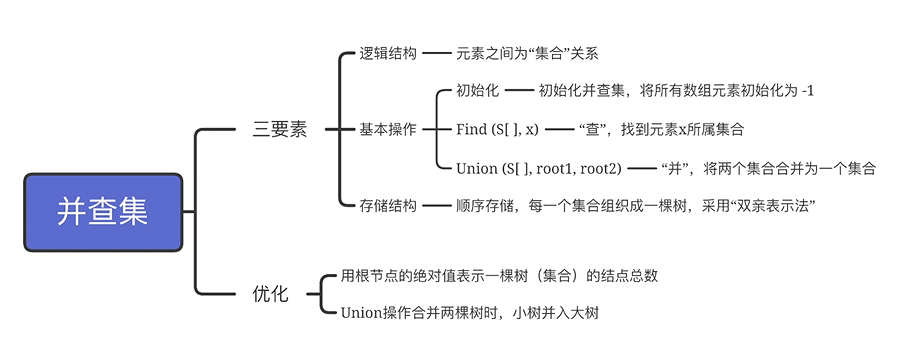 并查集
三要素
逻辑结构
元素之间为“集合”关系
基本操作
初始化
初始化并查集，将所有数组元素初始化为 -1
Find (S[ ], x)
“查”，找到元素x所属集合
Union (S[ ], root1, root2)
“并”，将两个集合合并为一个集合
存储结构
顺序存储，每一个集合组织成一棵树，采用“双亲表示法”
优化
用根节点的绝对值表示一棵树（集合）的结点总数
Union操作合并两棵树时，小树并入大树